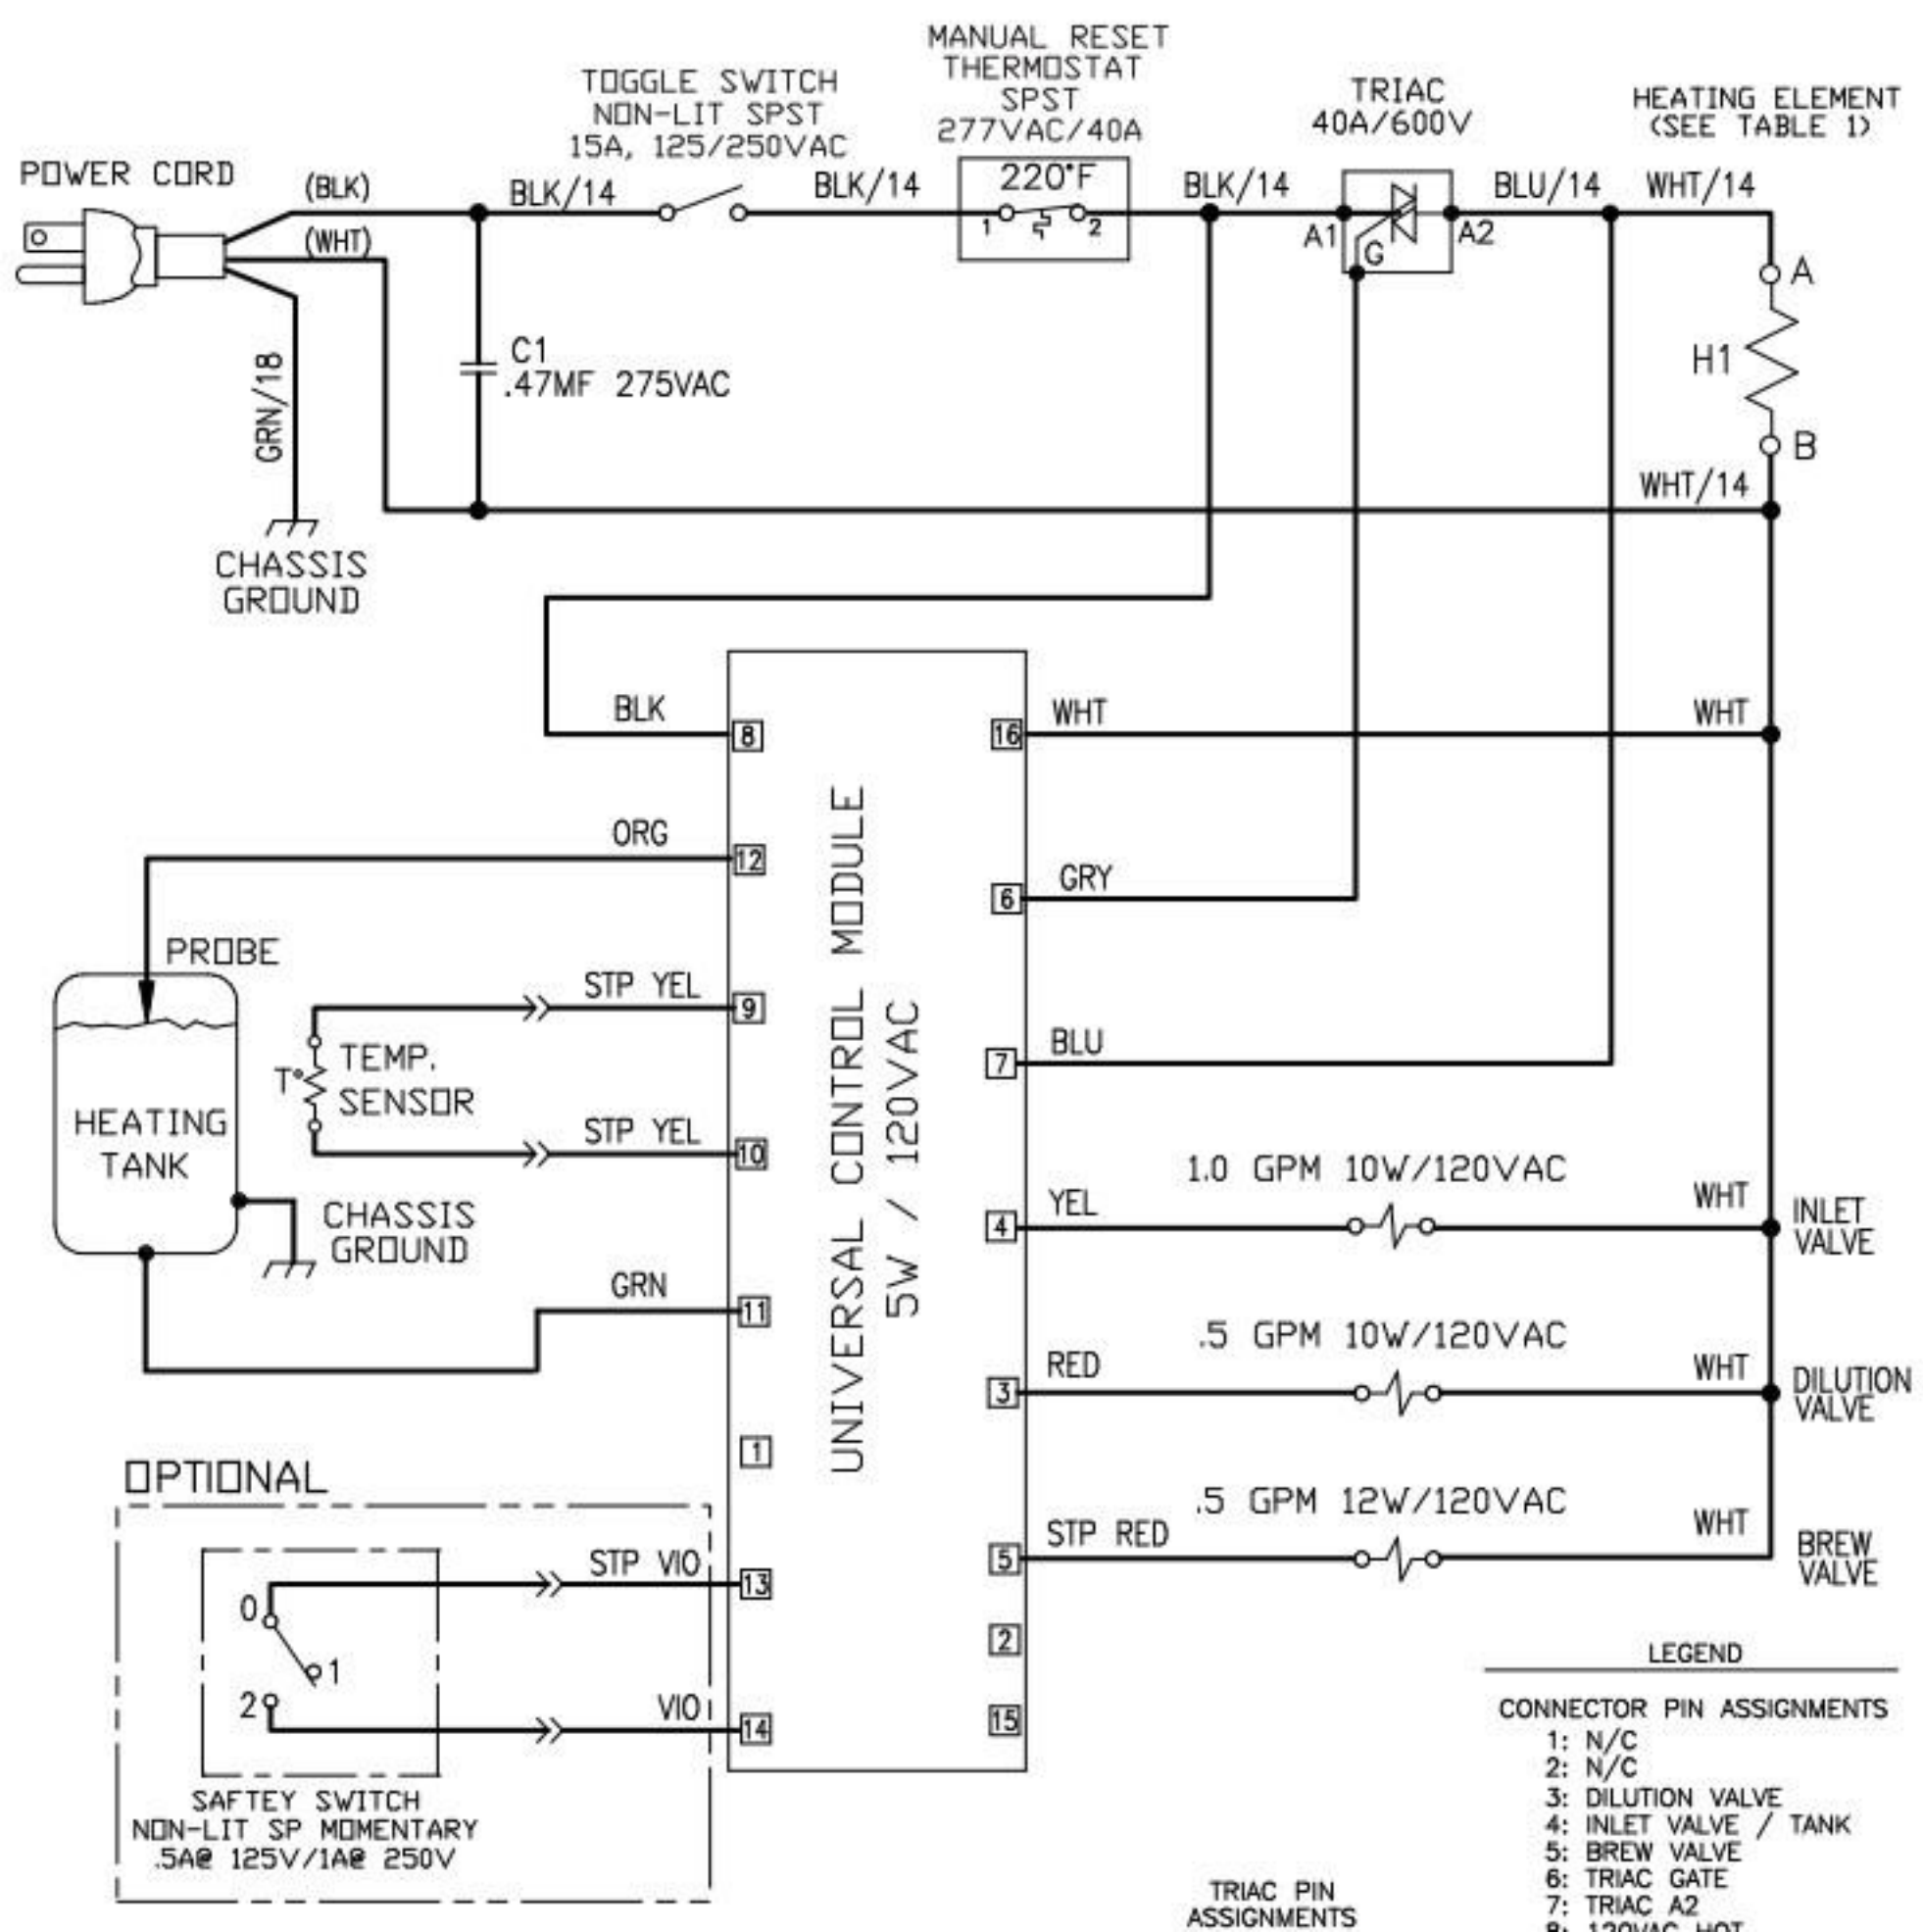 MANUAL RESET
THERMOSTAT
SPST
277VAC/40A
TOGGLE SWITCH
NON-LIT SPST
15A, 125/250VAC
TRIAC
40A/600V
HEATING ELEMENT
(SEE TABLE 1)
POWER CORD
(BLK)
BLK/14
BLK/14
220°F
1
2
BLK/14
BLU/14
WHT/14
(WHT)
A1
G
A2
A
H1
B
C1
.47MF 275VAC
GRN/18
WHT/14
CHASSIS
GROUND
BLK
8
16
WHT
WHT
ORG
12
GRY
6
PROBE
STP YEL
9
T°
TEMP.
SENSOR
BLU
7
HEATING
TANK
STP YEL
10
UNIVERSAL CONTROL MODULE
5W / 120VAC
CHASSIS
GROUND
1.0 GPM 10W/120VAC
YEL
4
WHT
INLET
VALVE
GRN
11
.5 GPM 10W/120VAC
RED
3
WHT
DILUTION
VALVE
1
OPTIONAL
.5 GPM 12W/120VAC
STP RED
5
WHT
BREW
VALVE
STP VIO
13
0
1
2
VIO
14
2
15
SAFTEY SWITCH
NON-LIT SP MOMENTARY
.5A@ 125V/1A@ 250V
LEGEND
CONNECTOR PIN ASSIGNMENTS
1: N/C
2: N/C
3: DILUTION VALVE
4: INLET VALVE / TANK
5: BREW VALVE
6: TRIAC GATE
7: TRIAC A2
8: 120VAC HOT
TRIAC PIN
ASSIGNMENTS